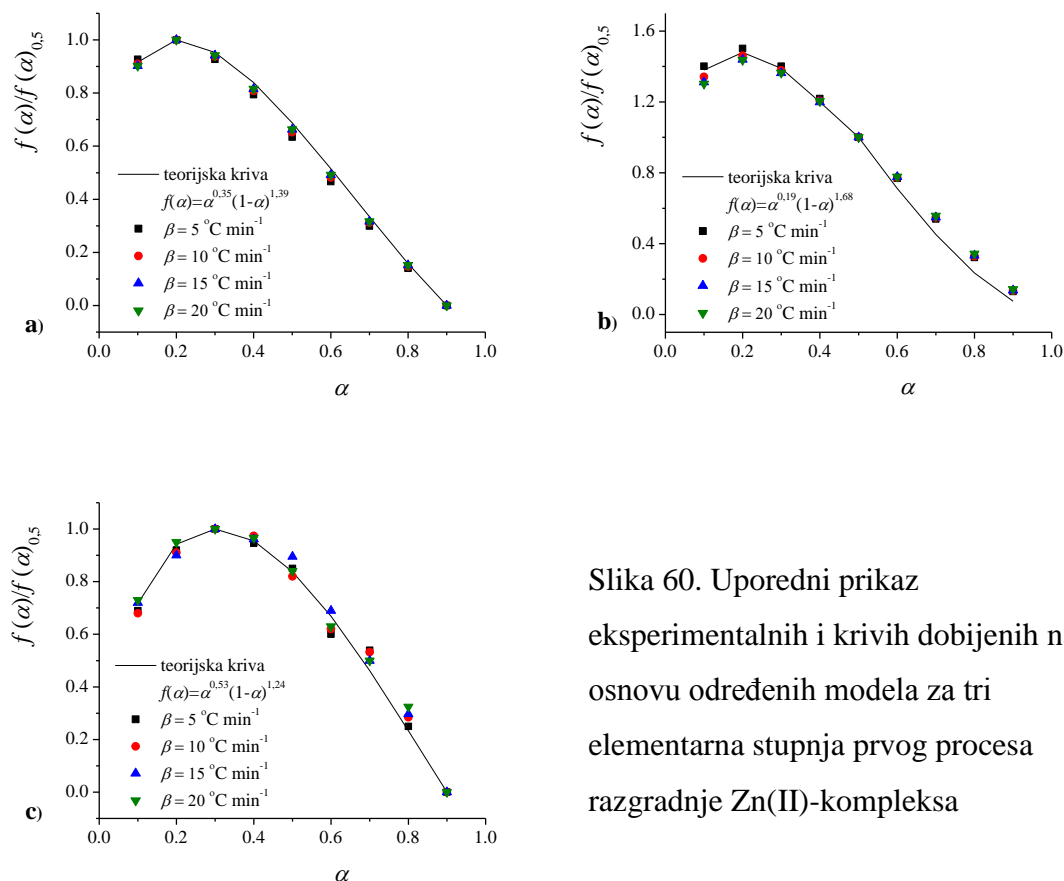 f(α)/f(α)0,5
1.0
0.8
0.6
0.4
0.2
0.0
teorijska kriva
f(α)=α^0,35(1-α)^1,39
β = 5 °C min⁻¹
β = 10 °C min⁻¹
β = 15 °C min⁻¹
β = 20 °C min⁻¹
a)
0.0 0.2 0.4 0.6 0.8 1.0
α
f(α)/f(α)0,5
1.6
1.2
0.8
0.4
0.0
teorijska kriva
f(α)=α^0,19(1-α)^1,68
β = 5 °C min⁻¹
β = 10 °C min⁻¹
β = 15 °C min⁻¹
β = 20 °C min⁻¹
b)
0.0 0.2 0.4 0.6 0.8 1.0
α
f(α)/f(α)0,5
1.0
0.8
0.6
0.4
0.2
0.0
teorijska kriva
f(α)=α^0,53(1-α)^1,24
β = 5 °C min⁻¹
β = 10 °C min⁻¹
β = 15 °C min⁻¹
β = 20 °C min⁻¹
c)
0.0 0.2 0.4 0.6 0.8 1.0
α
Slika 60. Uporedni prikaz
eksperimentalnih i krivih dobijenih n
osnovu određenih modela za tri
elementarna stupnja prvog procesa
razgradnje Zn(II)-kompleksa